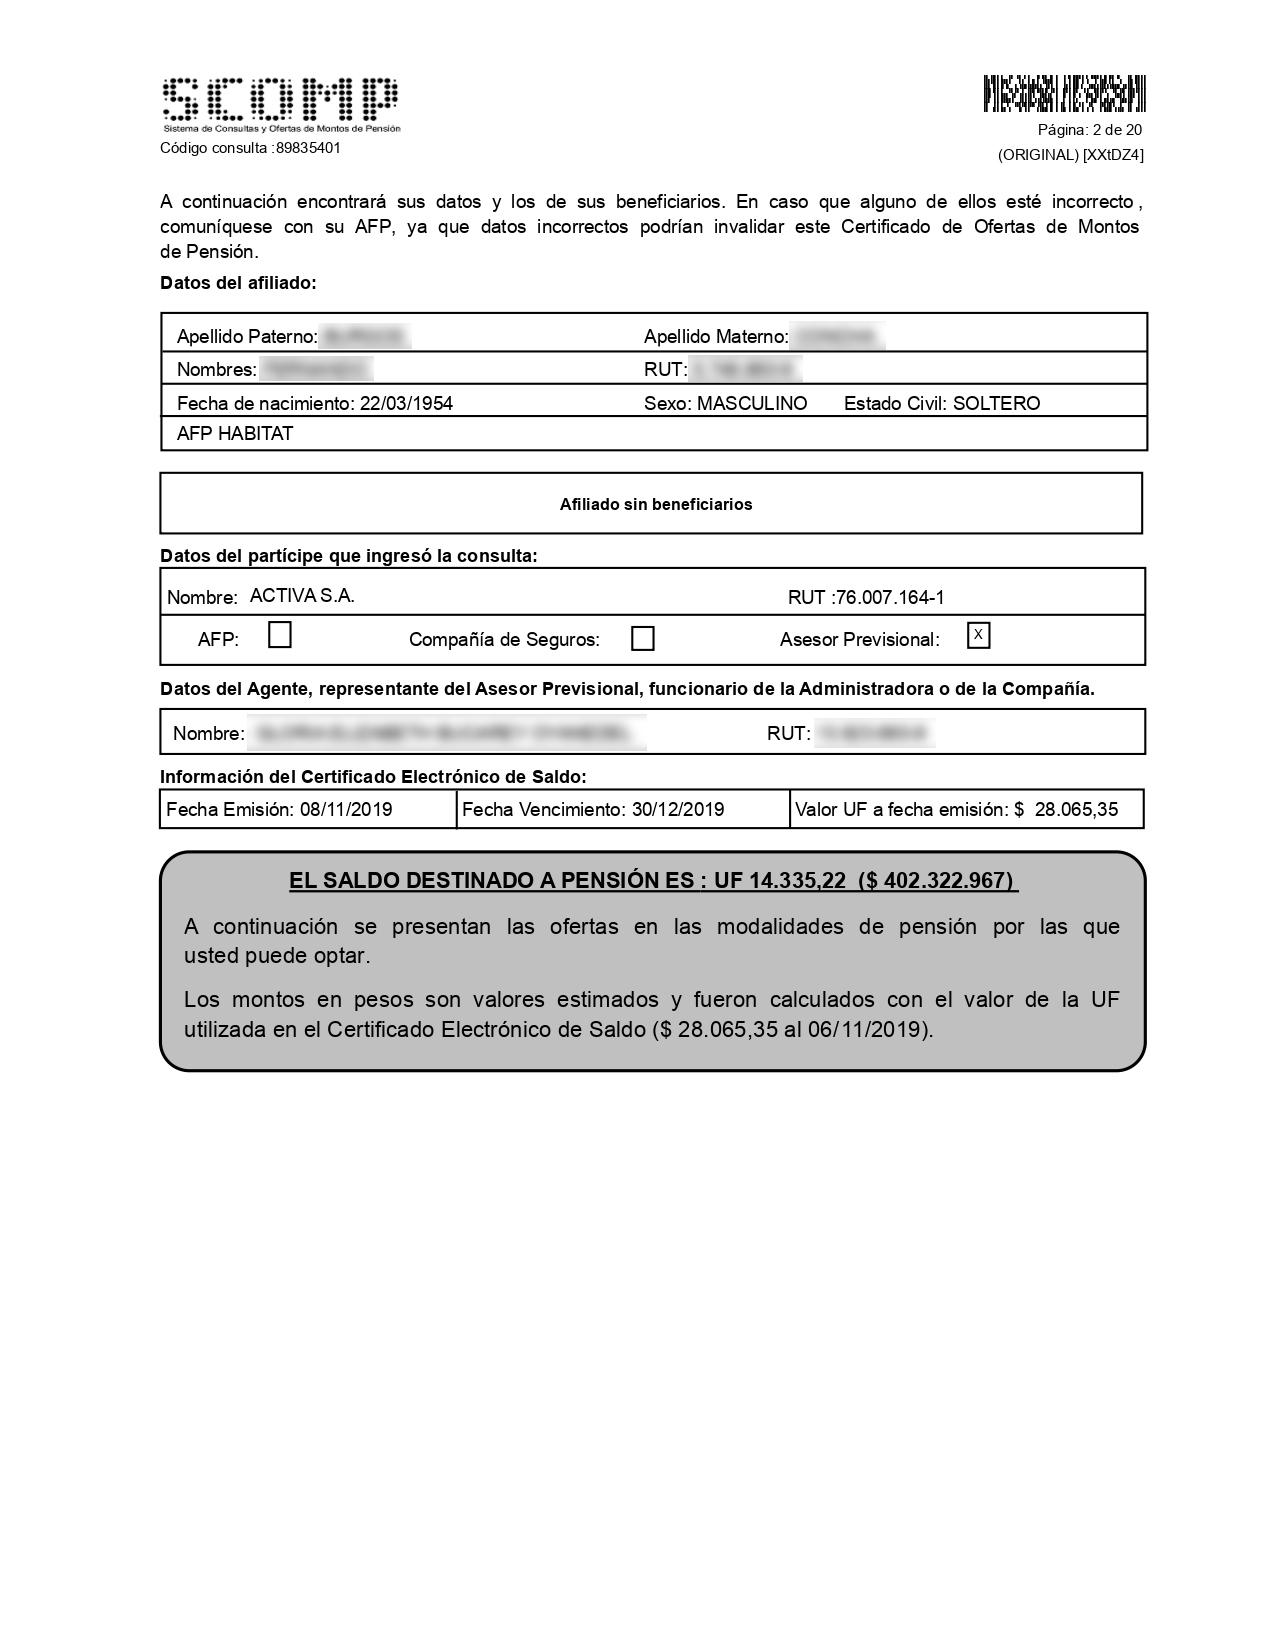 SCOMP
Sistema de Consultas y Ofertas de Montos de Pensión
Código consulta :89835401
Página: 2 de 20
(ORIGINAL) [XXtDZ4]
A continuación encontrará sus datos y los de sus beneficiarios. En caso que alguno de ellos esté incorrecto ,
comuníquese con su AFP, ya que datos incorrectos podrían invalidar este Certificado de Ofertas de Montos
de Pensión.
Datos del afiliado:
Apellido Paterno: Apellido Materno:
Nombres: RUT:
Fecha de nacimiento: 22/03/1954 Sexo: MASCULINO Estado Civil: SOLTERO
AFP HABITAT
Afiliado sin beneficiarios
Datos del partícipe que ingresó la consulta:
Nombre: ACTIVA S.A. RUT :76.007.164-1
AFP: Compañía de Seguros: Asesor Previsional: X
Datos del Agente, representante del Asesor Previsional, funcionario de la Administradora o de la Compañía.
Nombre: RUT:
Información del Certificado Electrónico de Saldo:
Fecha Emisión: 08/11/2019 Fecha Vencimiento: 30/12/2019 Valor UF a fecha emisión: $ 28.065,35
EL SALDO DESTINADO A PENSIÓN ES : UF 14.335,22 ($ 402.322.967)
A continuación se presentan las ofertas en las modalidades de pensión por las que
usted puede optar.
Los montos en pesos son valores estimados y fueron calculados con el valor de la UF
utilizada en el Certificado Electrónico de Saldo ($ 28.065,35 al 06/11/2019).